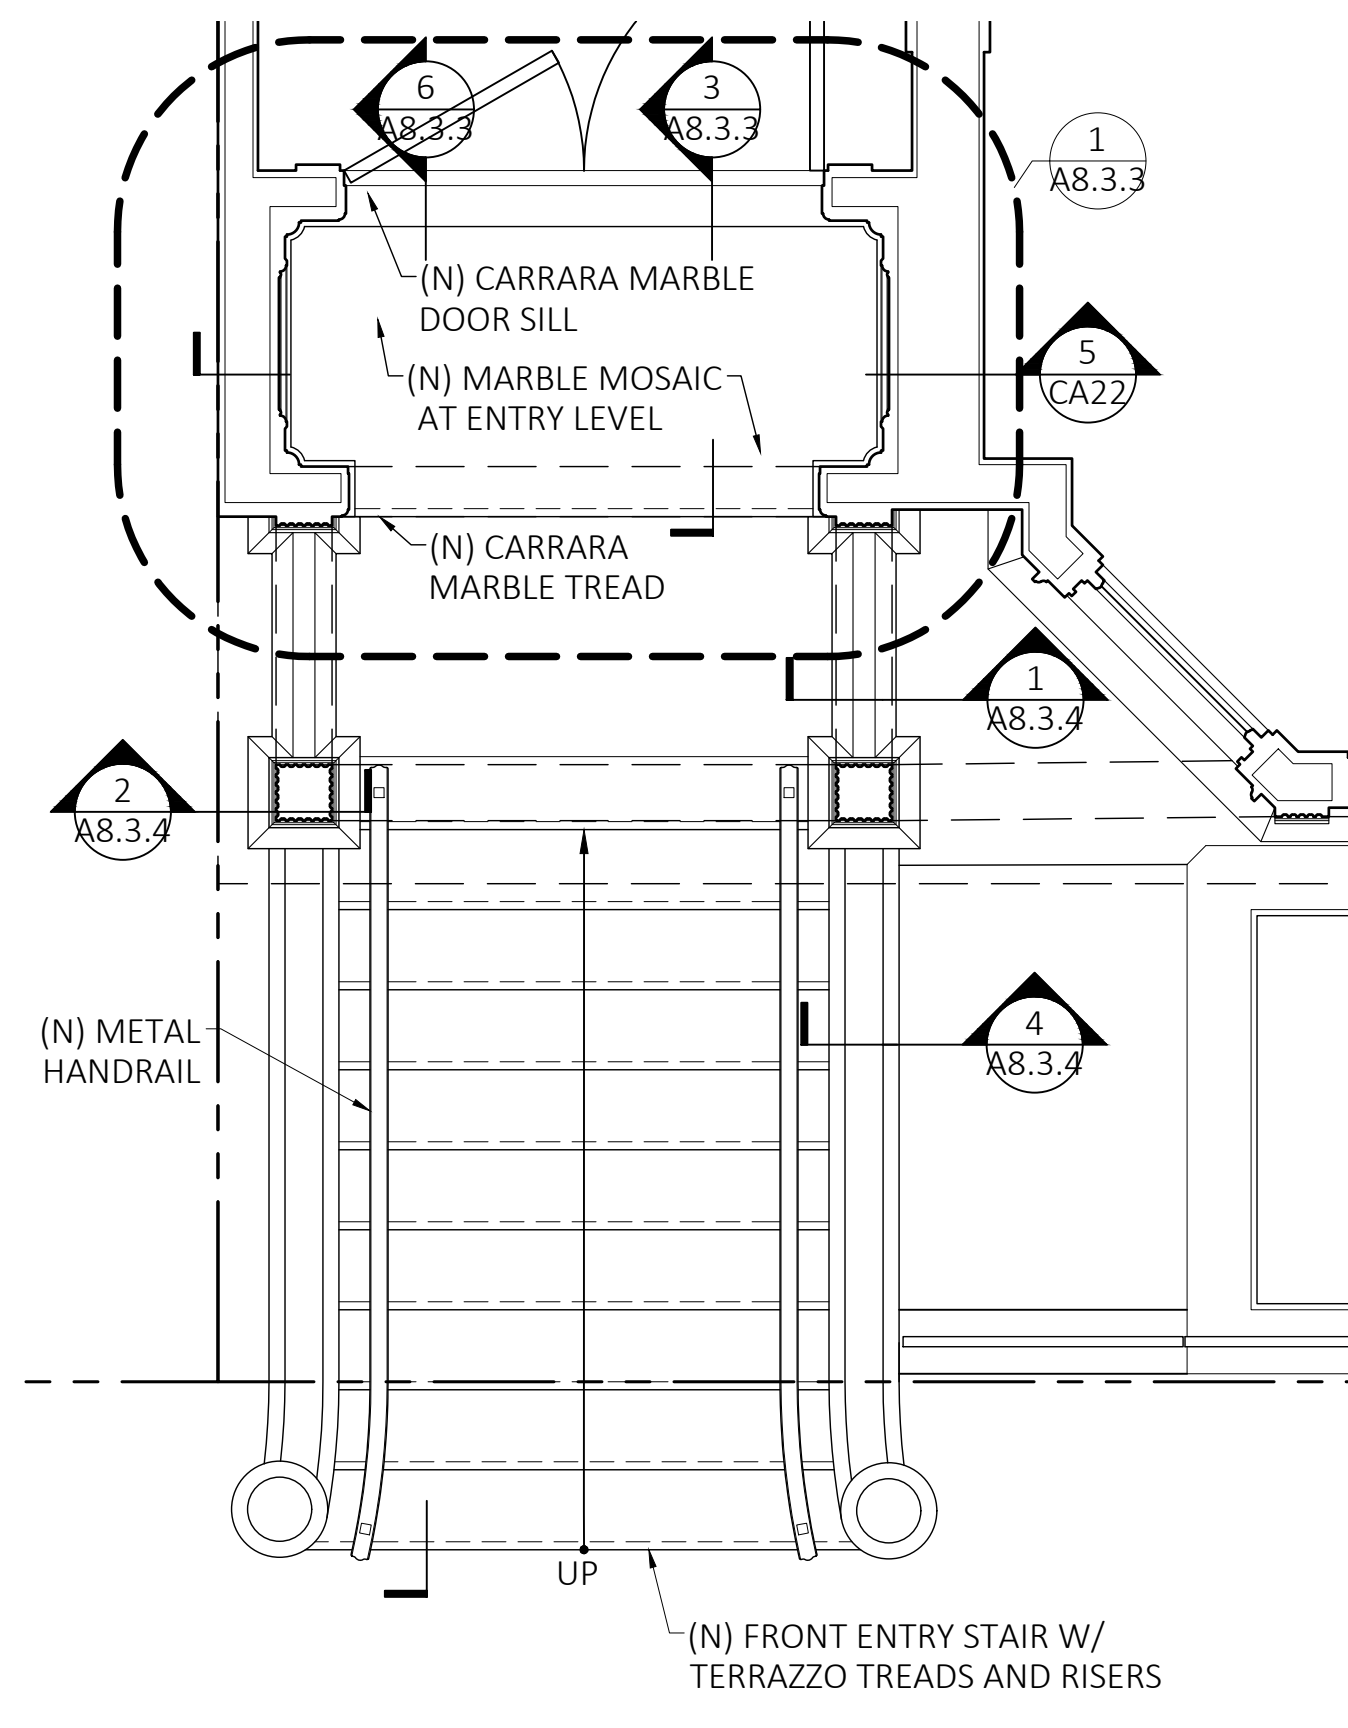 6
A8.3.3
3
A8.3.3
1
A8.3.3
(N) CARRARA MARBLE
DOOR SILL
5
CA22
(N) MARBLE MOSAIC
AT ENTRY LEVEL
(N) CARRARA
MARBLE TREAD
1
A8.3.4
2
A8.3.4
(N) METAL
HANDRAIL
4
A8.3.4
UP
(N) FRONT ENTRY STAIR W/
TERRAZZO TREADS AND RISERS